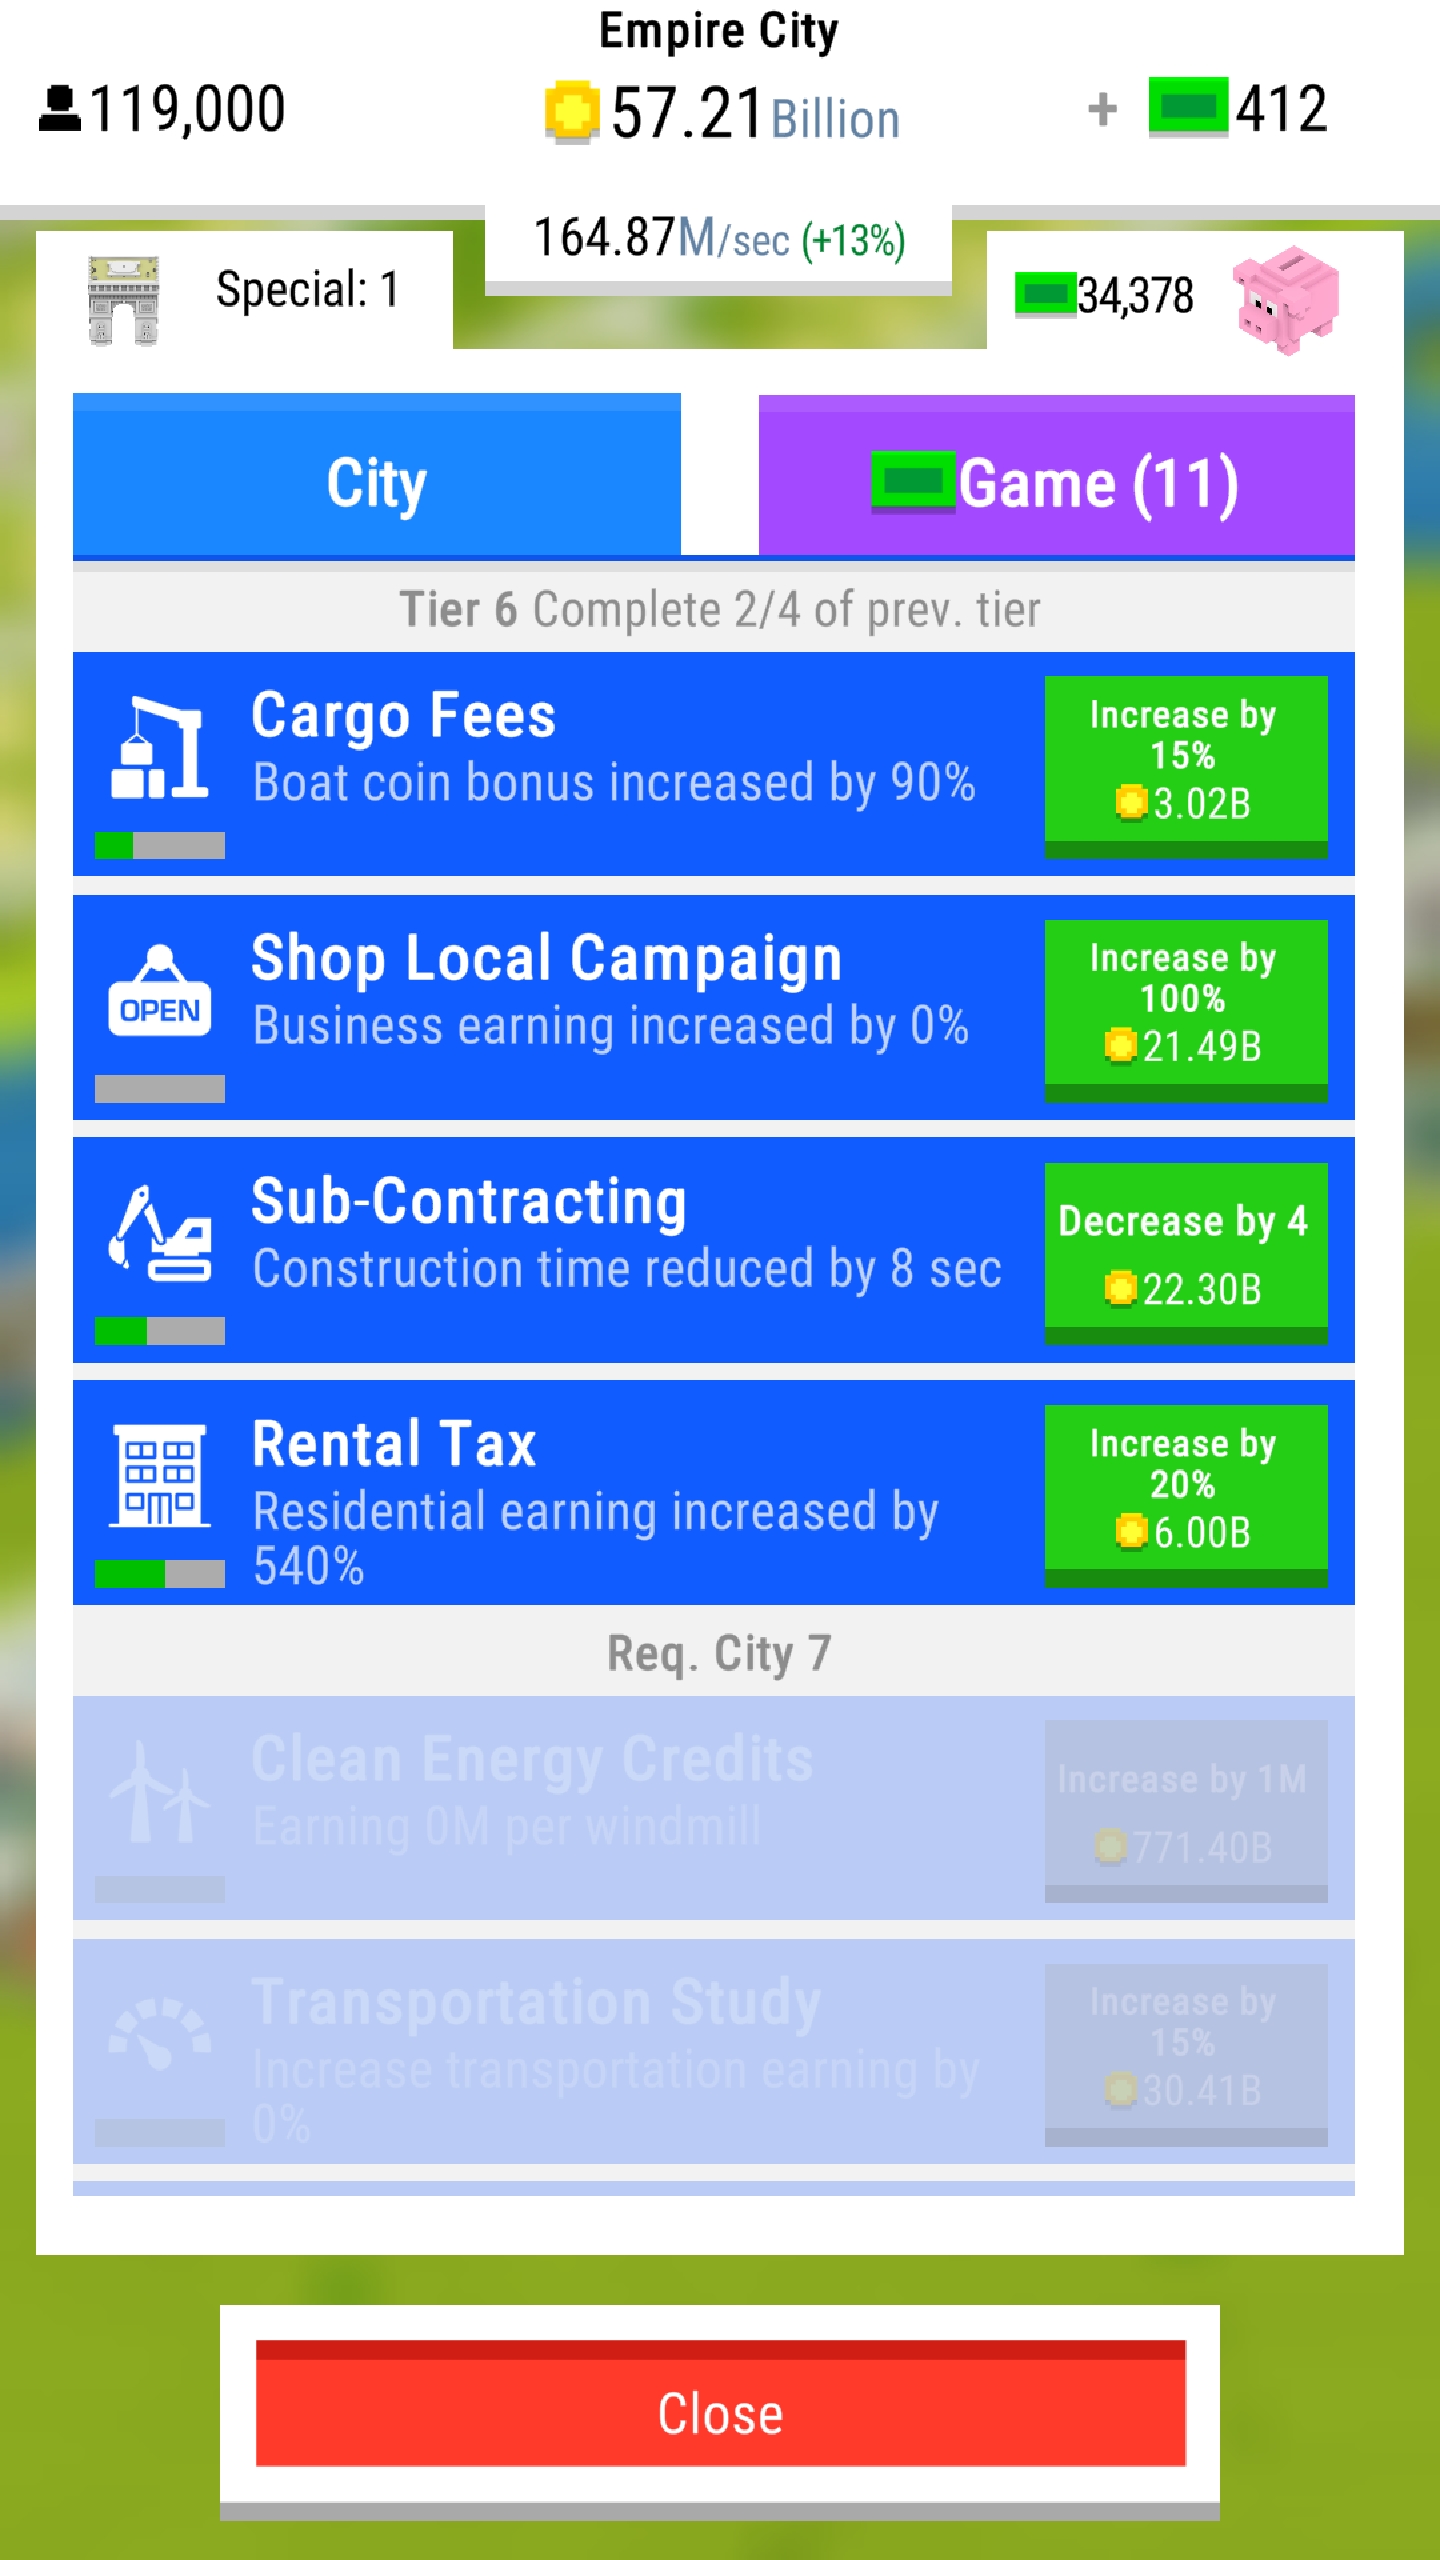 Empire City
119,000
57.21 Billion
+ 412
164.87M/sec (+13%)
Special: 1
34,378
City
Game (11)
Tier 6 Complete 2/4 of prev. tier
Cargo Fees
Boat coin bonus increased by 90%
Increase by
15%
3.02B
OPEN
Shop Local Campaign
Business earning increased by 0%
Increase by
100%
21.49B
Sub-Contracting
Construction time reduced by 8 sec
Decrease by 4
22.30B
Rental Tax
Residential earning increased by
540%
Increase by
20%
6.00B
Req. City 7
Clean Energy Credits
Earning 0M per windmill
Increase by 1M
771.40B
Transportation Study
Increase transportation earning by
0%
Increase by
15%
30.41B
Close